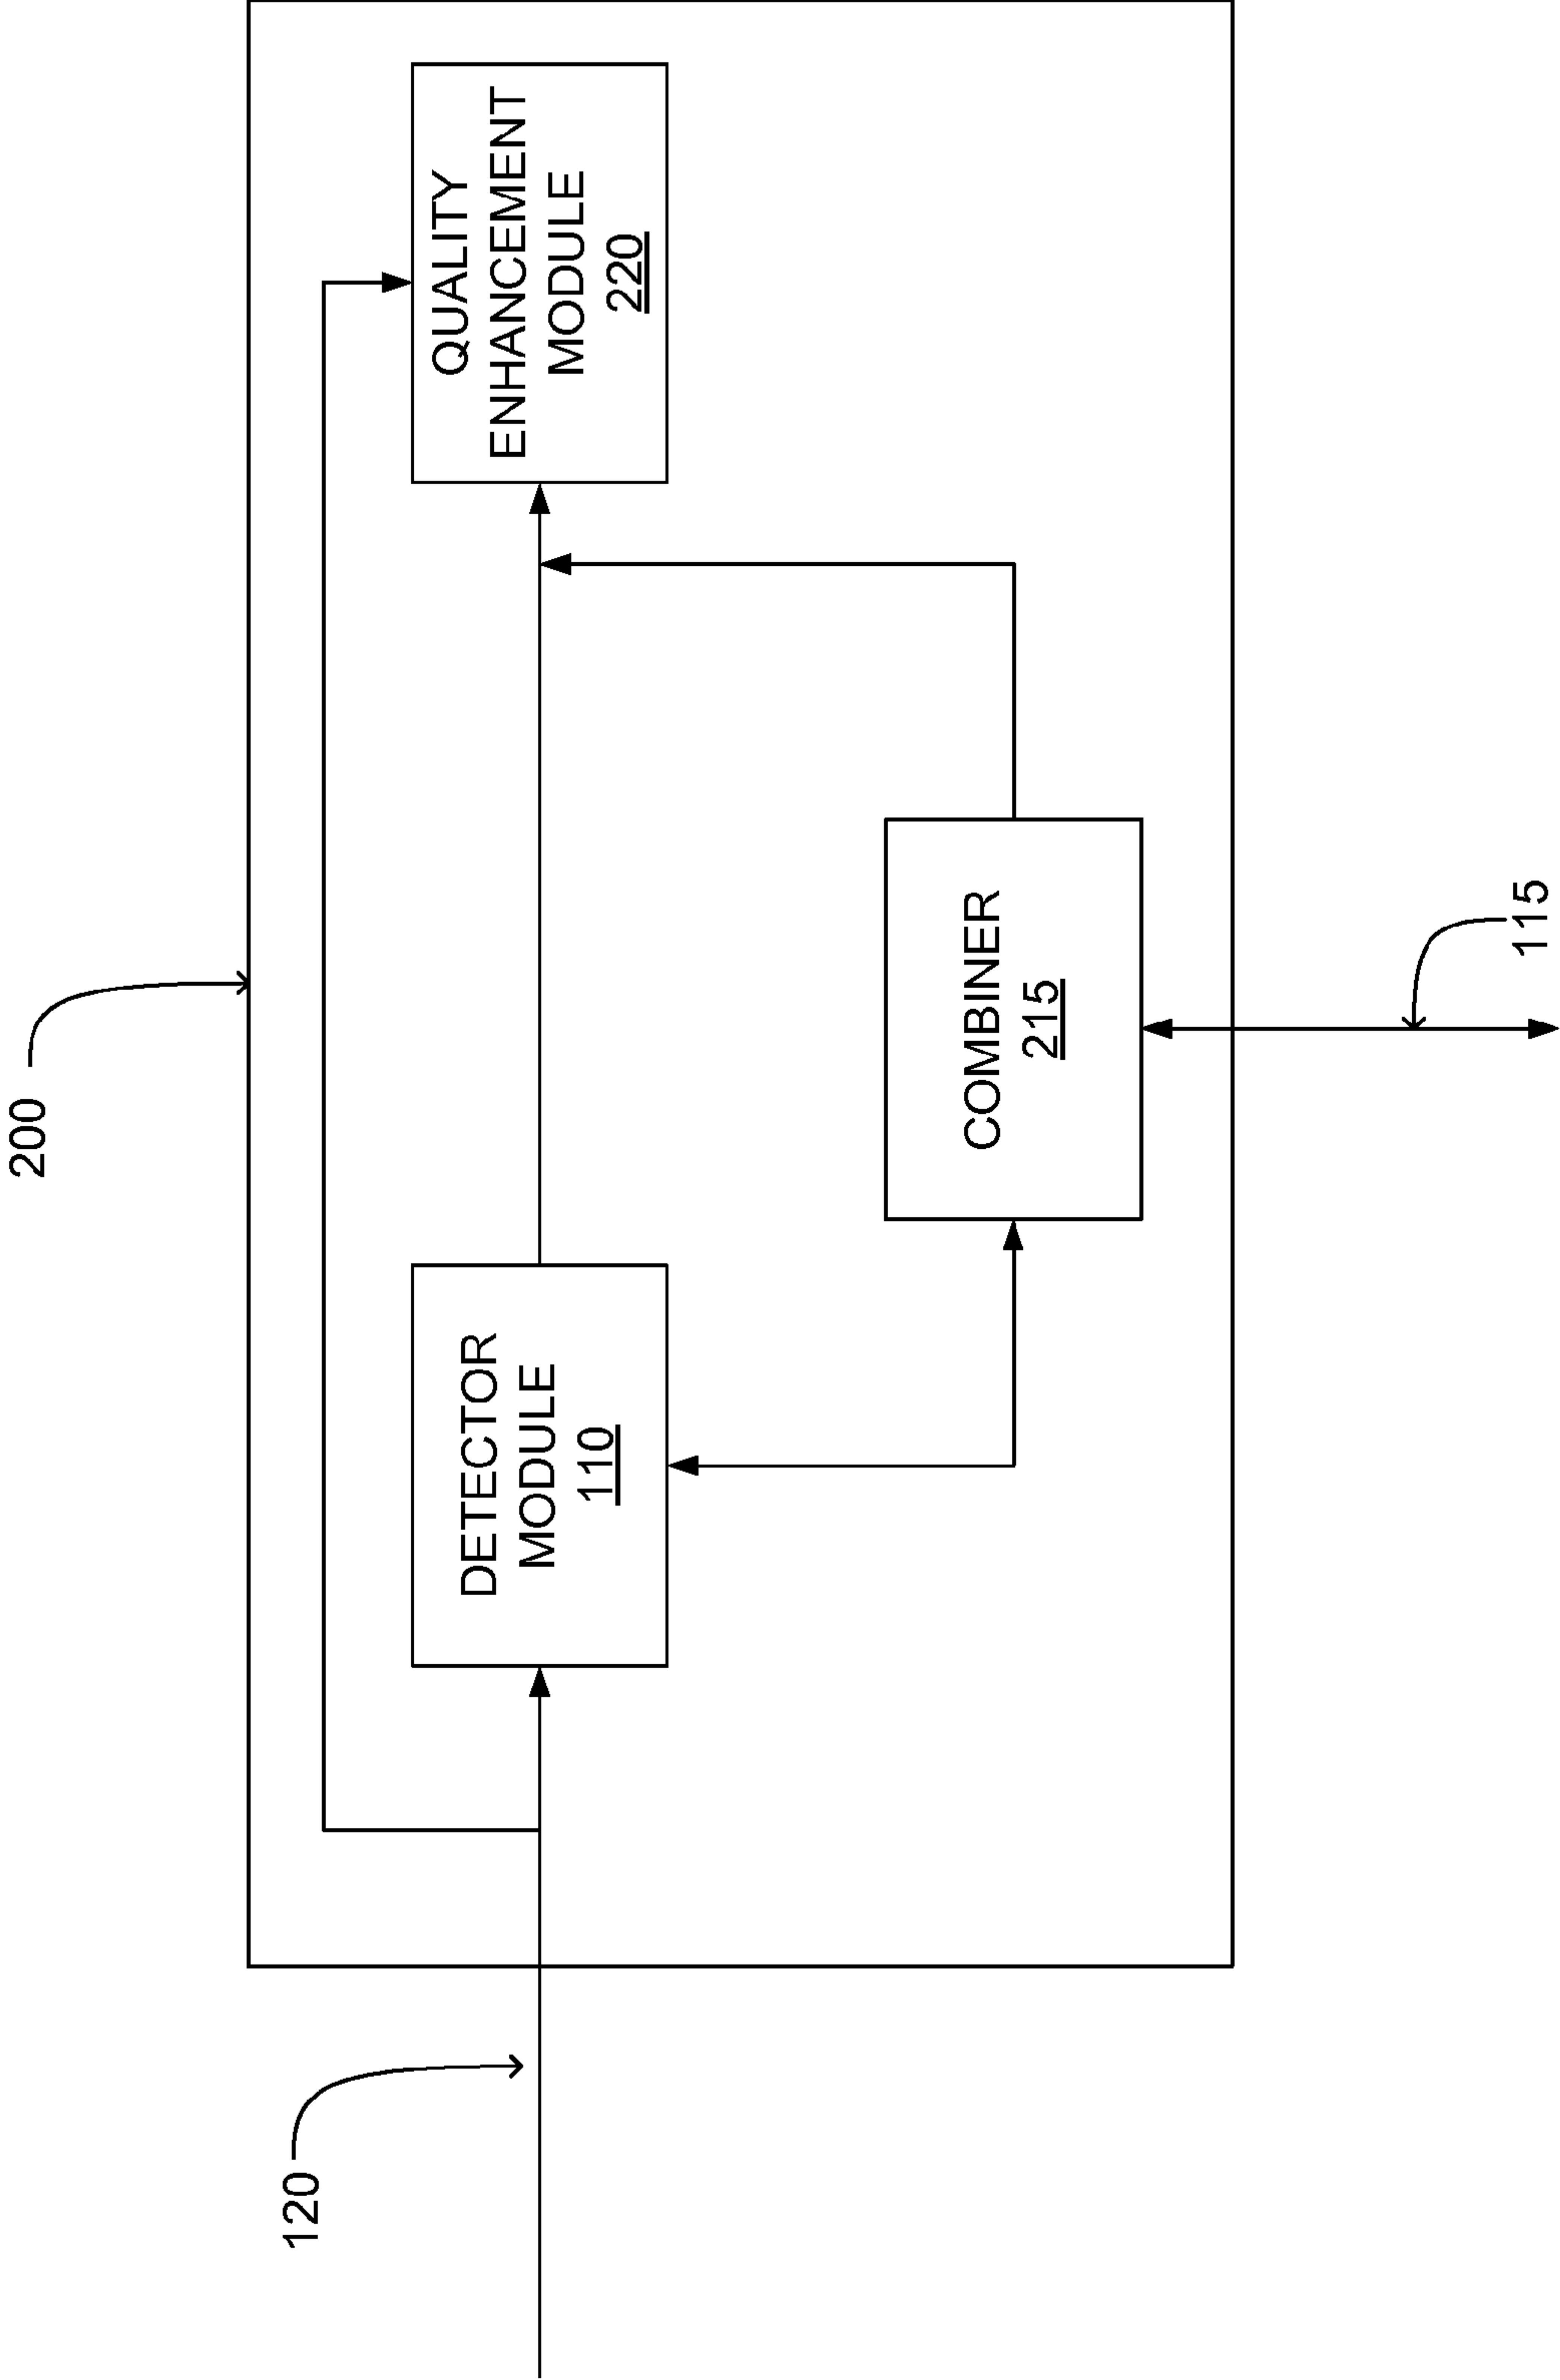 200
120
DETECTOR
MODULE
110
QUALITY
ENHANCEMENT
MODULE
220
COMBINER
215
115